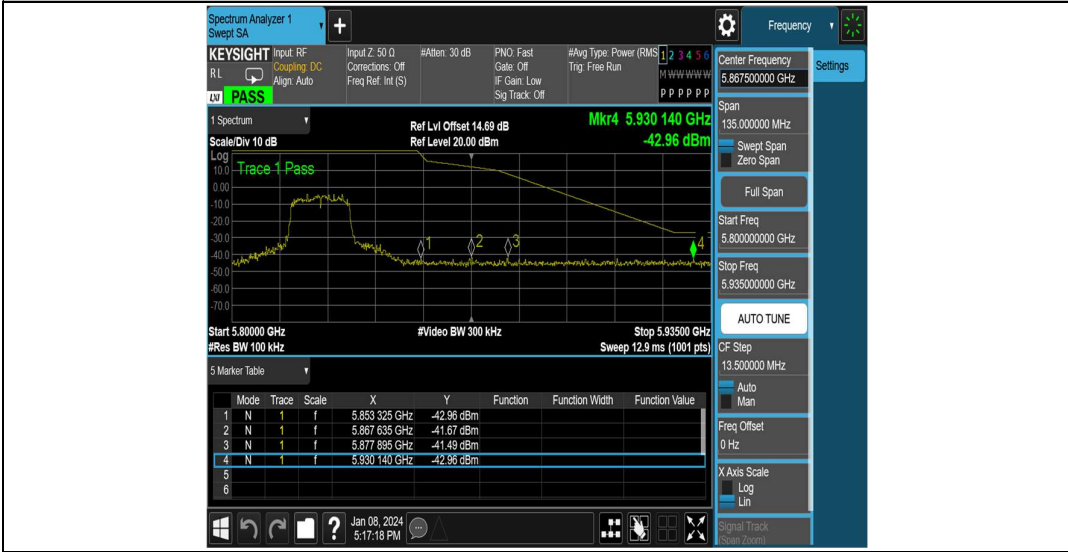 Spectrum Analyzer 1
Swept SA
+
Frequency
KEYSIGHT Input: RF Input Z: 50 Ω #Atten: 30 dB PNO: Fast #Avg Type: Power (RMS 1 2 3 4 5 6
RL Coupling: DC Corrections: Off Gate: Off Trig: Free Run M W W W W W
Align: Auto Freq Ref: Int (S) IF Gain: Low
LXI PASS Sig Track: Off P P P P P P
Center Frequency
5.867500000 GHz
Settings
Span
135.000000 MHz
Swept Span
Zero Span
Full Span
Start Freq
5.800000000 GHz
Stop Freq
5.935000000 GHz
AUTO TUNE
CF Step
13.500000 MHz
Auto
Man
Freq Offset
0 Hz
X Axis Scale
Log
Lin
Signal Track
(Span Zoom)
1 Spectrum
Ref Lvl Offset 14.69 dB Mkr4 5.930 140 GHz
Scale/Div 10 dB Ref Level 20.00 dBm -42.96 dBm
Log
Trace 1 Pass
10.0
0.00
-10.0
-20.0
-30.0
-40.0
-50.0
-60.0
-70.0
1 2 3 4
Start 5.80000 GHz #Video BW 300 kHz Stop 5.93500 GHz
#Res BW 100 kHz Sweep 12.9 ms (1001 pts)
5 Marker Table
Mode Trace Scale X Y Function Function Width Function Value
1 N 1 f 5.853 325 GHz -42.96 dBm
2 N 1 f 5.867 635 GHz -41.67 dBm
3 N 1 f 5.877 895 GHz -41.49 dBm
4 N 1 f 5.930 140 GHz -42.96 dBm
5
6
?
Jan 08, 2024
5:17:18 PM